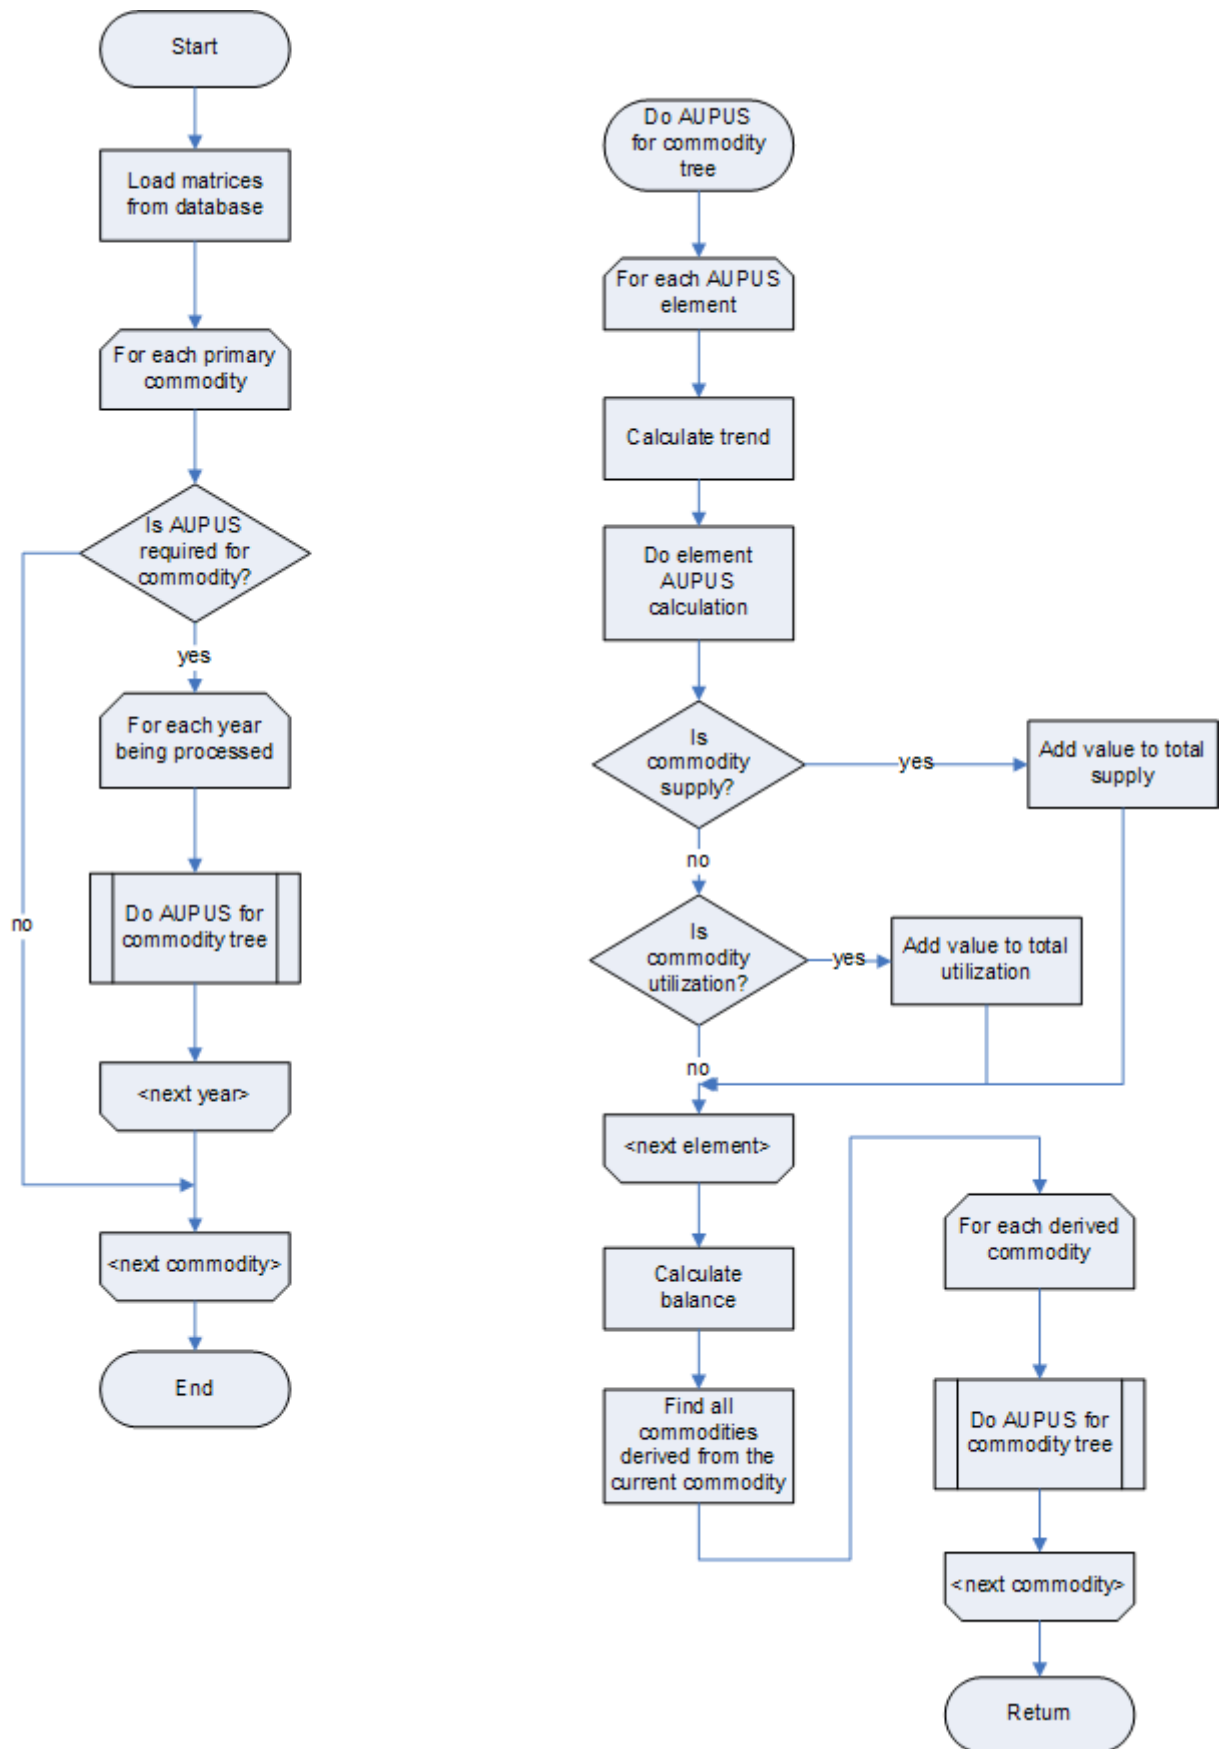 Start
Load matrices
from database
For each primary
commodity
Is AUPUS
required for
commodity?
yes
no
For each year
being processed
Do AUPUS for
commodity tree
<next year>
<next commodity>
End
Do AUPUS
for commodity
tree
For each AUPUS
element
Calculate trend
Do element
AUPUS
calculation
Is
commodity
supply?
yes
Add value to total
supply
no
Is
commodity
utilization?
yes
Add value to total
utilization
no
<next element>
Calculate
balance
Find all
commodities
derived from the
current commodity
For each derived
commodity
Do AUPUS for
commodity tree
<next commodity>
Return